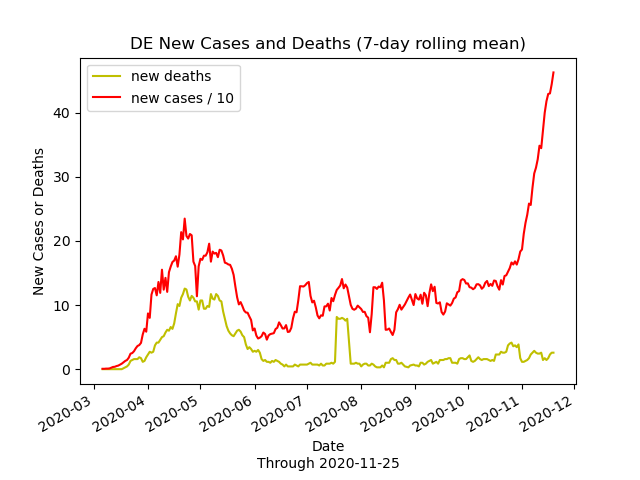 DE New Cases and Deaths (7-day rolling mean)
new deaths
new cases / 10
New Cases or Deaths
40
30
20
10
0
2020-03
2020-04
2020-05
2020-06
2020-07
2020-08
2020-09
2020-10
2020-11
2020-12
Date
Through 2020-11-25